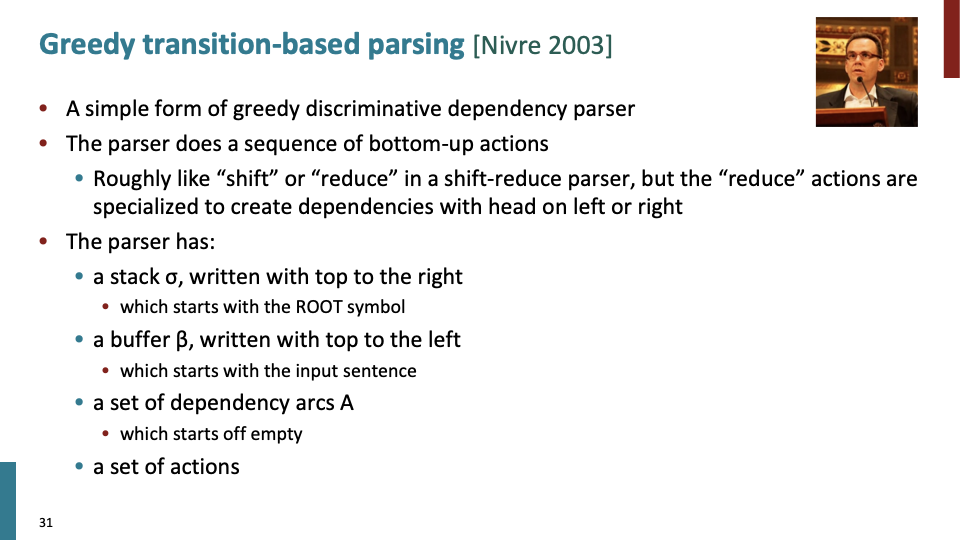 Greedy transition-based parsing [Nivre 2003]
• A simple form of greedy discriminative dependency parser
• The parser does a sequence of bottom-up actions
• Roughly like “shift” or “reduce” in a shift-reduce parser, but the “reduce” actions are
specialized to create dependencies with head on left or right
• The parser has:
• a stack σ, written with top to the right
• which starts with the ROOT symbol
• a buffer β, written with top to the left
• which starts with the input sentence
• a set of dependency arcs A
• which starts off empty
• a set of actions
31